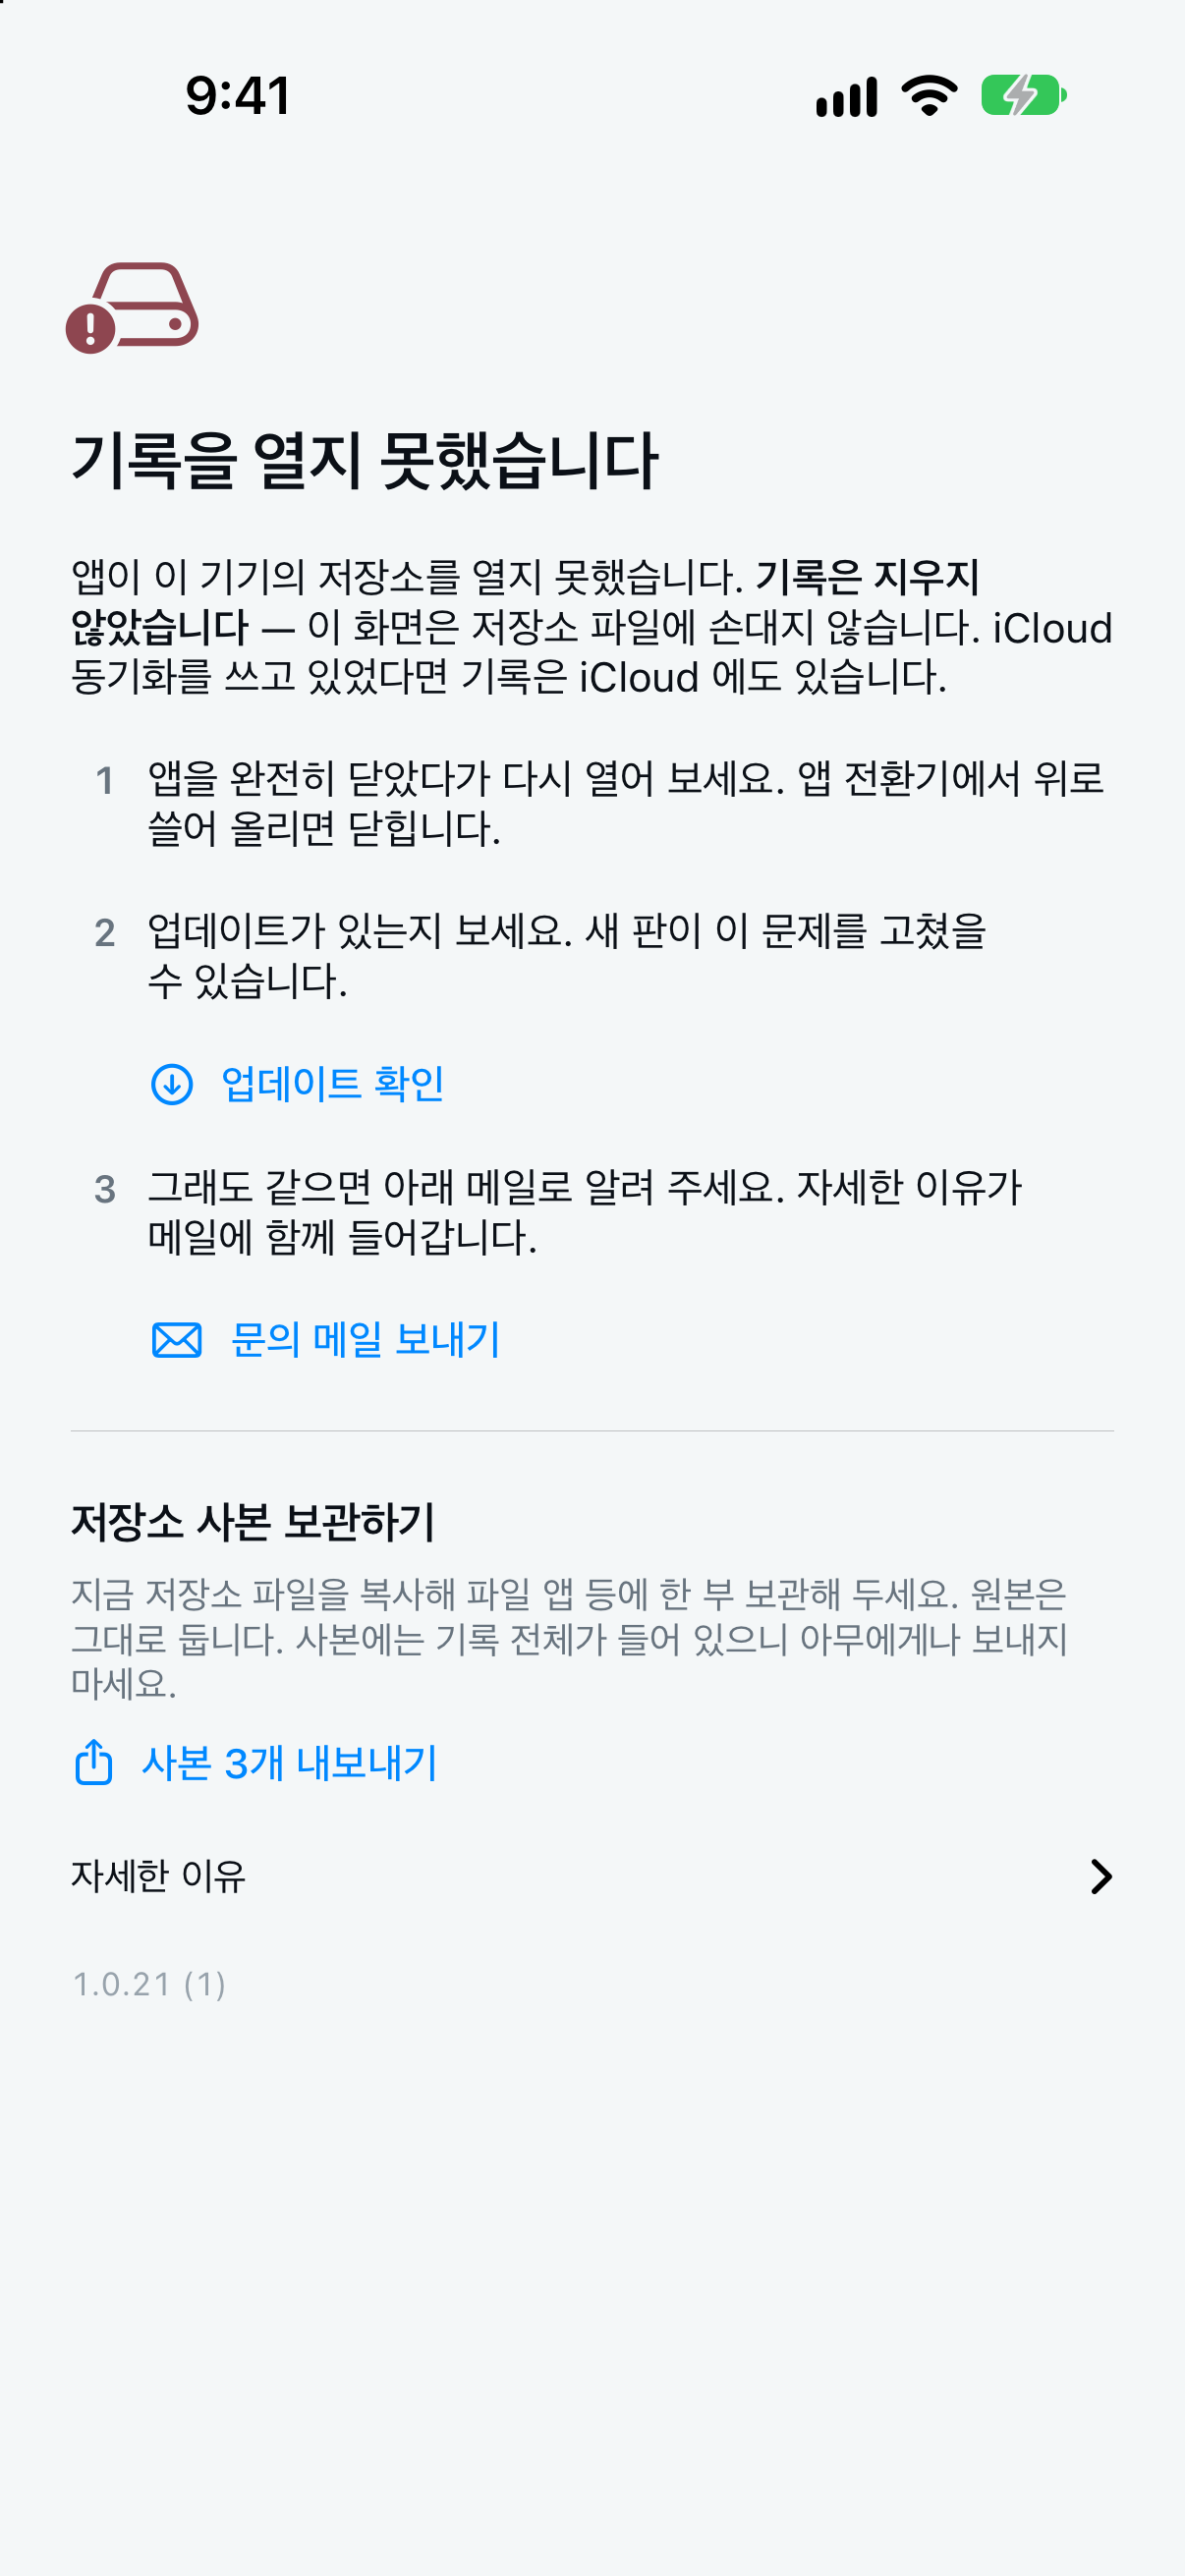 9:41
기록을 열지 못했습니다
앱이 이 기기의 저장소를 열지 못했습니다. 기록은 지우지
않았습니다 — 이 화면은 저장소 파일에 손대지 않습니다. iCloud
동기화를 쓰고 있었다면 기록은 iCloud 에도 있습니다.
1 앱을 완전히 닫았다가 다시 열어 보세요. 앱 전환기에서 위로
쓸어 올리면 닫힙니다.
2 업데이트가 있는지 보세요. 새 판이 이 문제를 고쳤을
수 있습니다.
업데이트 확인
3 그래도 같으면 아래 메일로 알려 주세요. 자세한 이유가
메일에 함께 들어갑니다.
문의 메일 보내기
저장소 사본 보관하기
지금 저장소 파일을 복사해 파일 앱 등에 한 부 보관해 두세요. 원본은
그대로 둡니다. 사본에는 기록 전체가 들어 있으니 아무에게나 보내지
마세요.
사본 3개 내보내기
자세한 이유
1.0.21 (1)